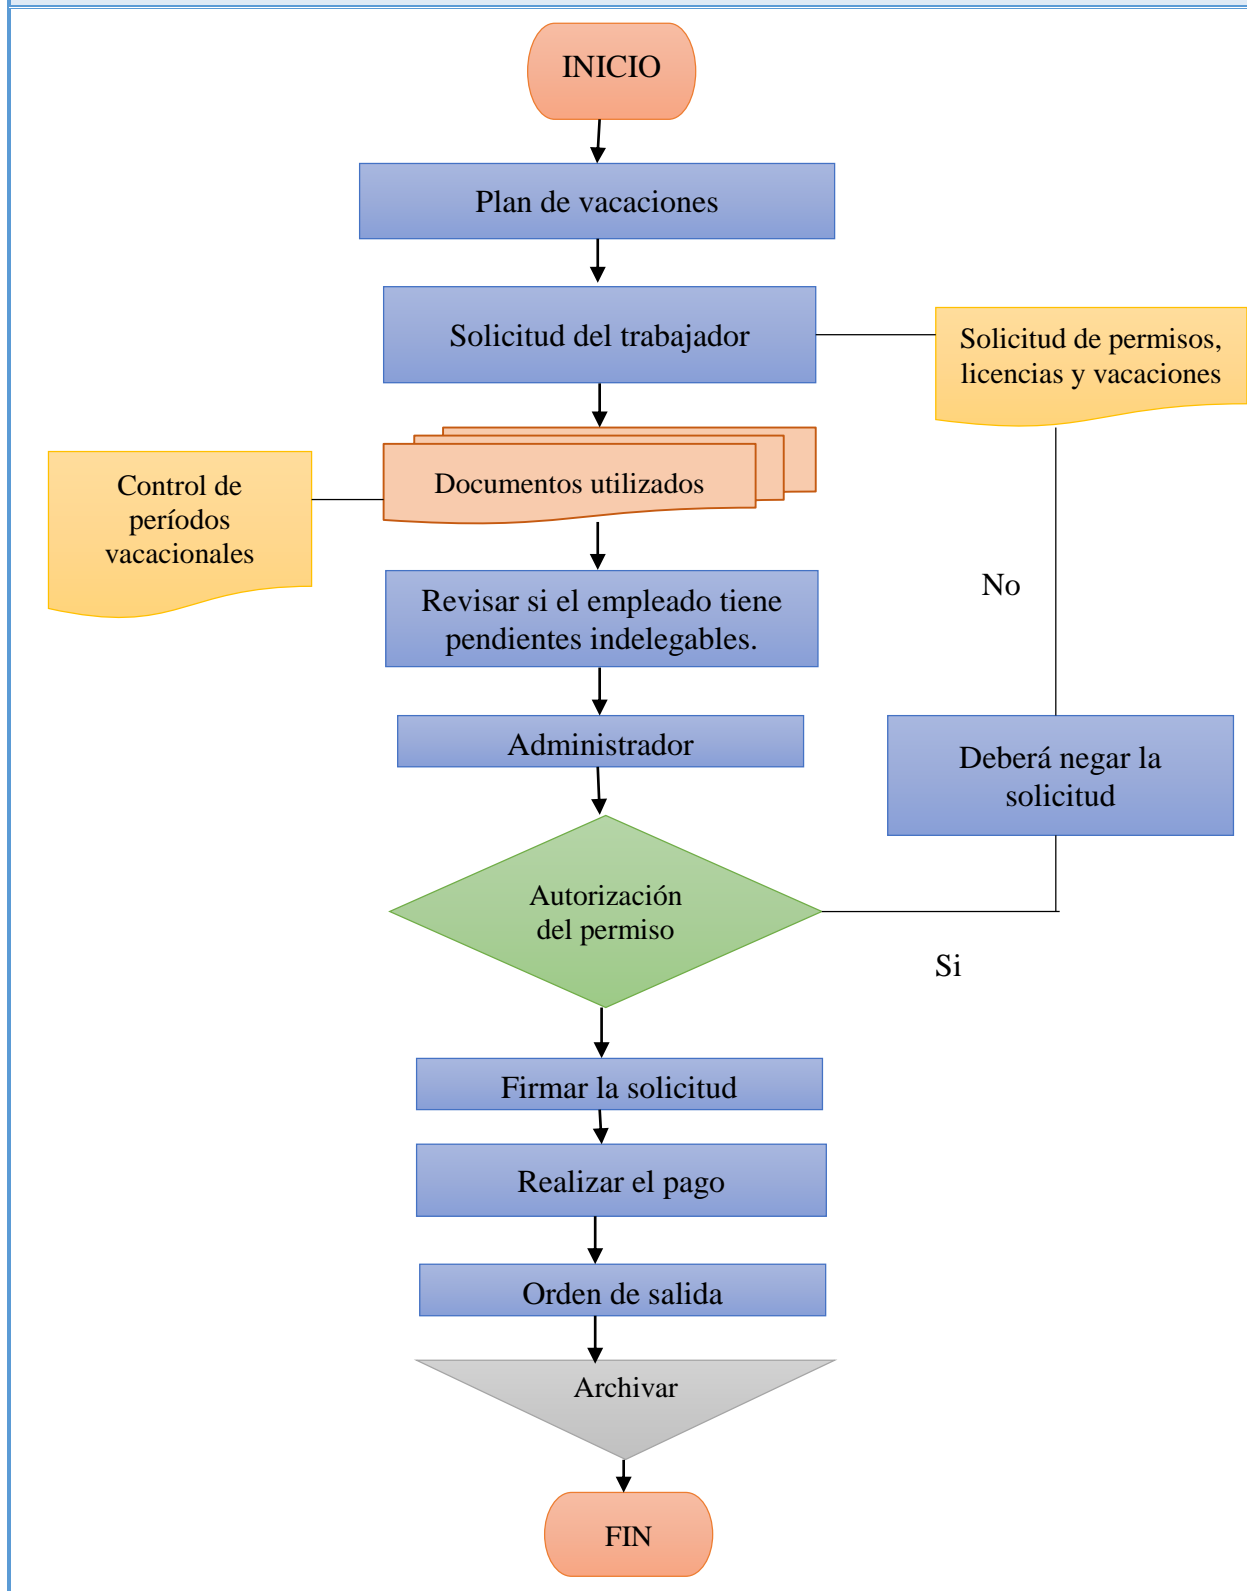 INICIO
Plan de vacaciones
Solicitud del trabajador
Solicitud de permisos,
licencias y vacaciones
Control de
períodos
vacacionales
Documentos utilizados
Revisar si el empleado tiene
pendientes indelegables.
No
Administrador
Deberá negar la
solicitud
Autorización
del permiso
Si
Firmar la solicitud
Realizar el pago
Orden de salida
Archivar
FIN